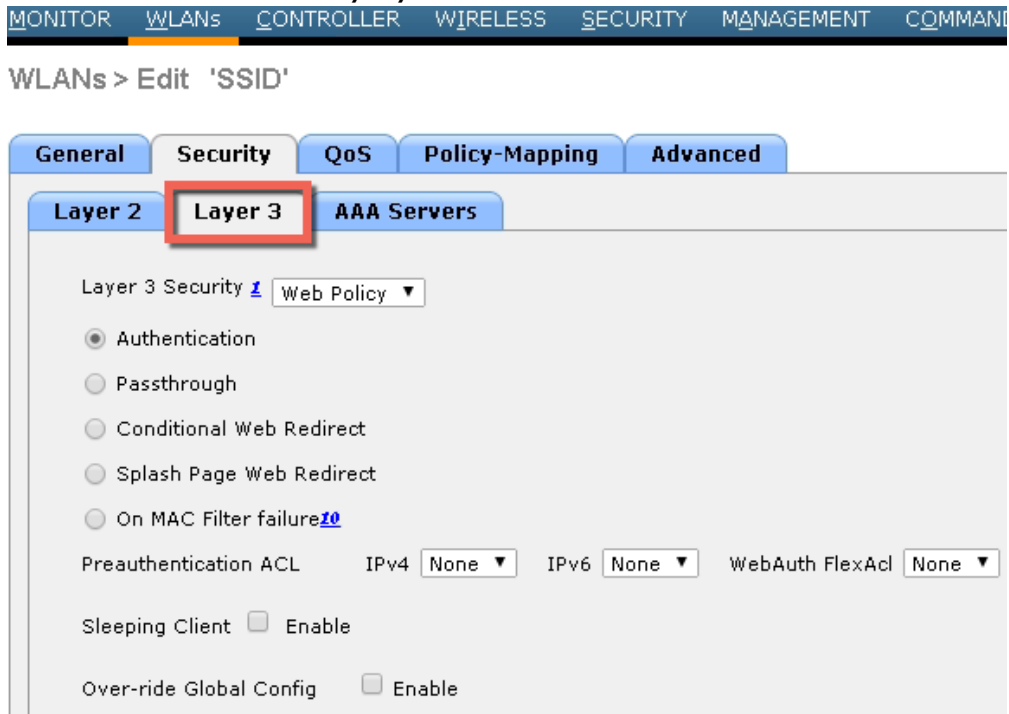 MONITOR WLANs CONTROLLER WIRELESS SECURITY MANAGEMENT COMMAND
WLANs > Edit 'SSID'
General Security QoS Policy-Mapping Advanced
Layer 2 Layer 3 AAA Servers
Layer 3 Security 1 Web Policy
Authentication
Passthrough
Conditional Web Redirect
Splash Page Web Redirect
On MAC Filter failure10
Preauthentication ACL IPv4 None IPv6 None WebAuth FlexAcl None
Sleeping Client Enable
Over-ride Global Config Enable